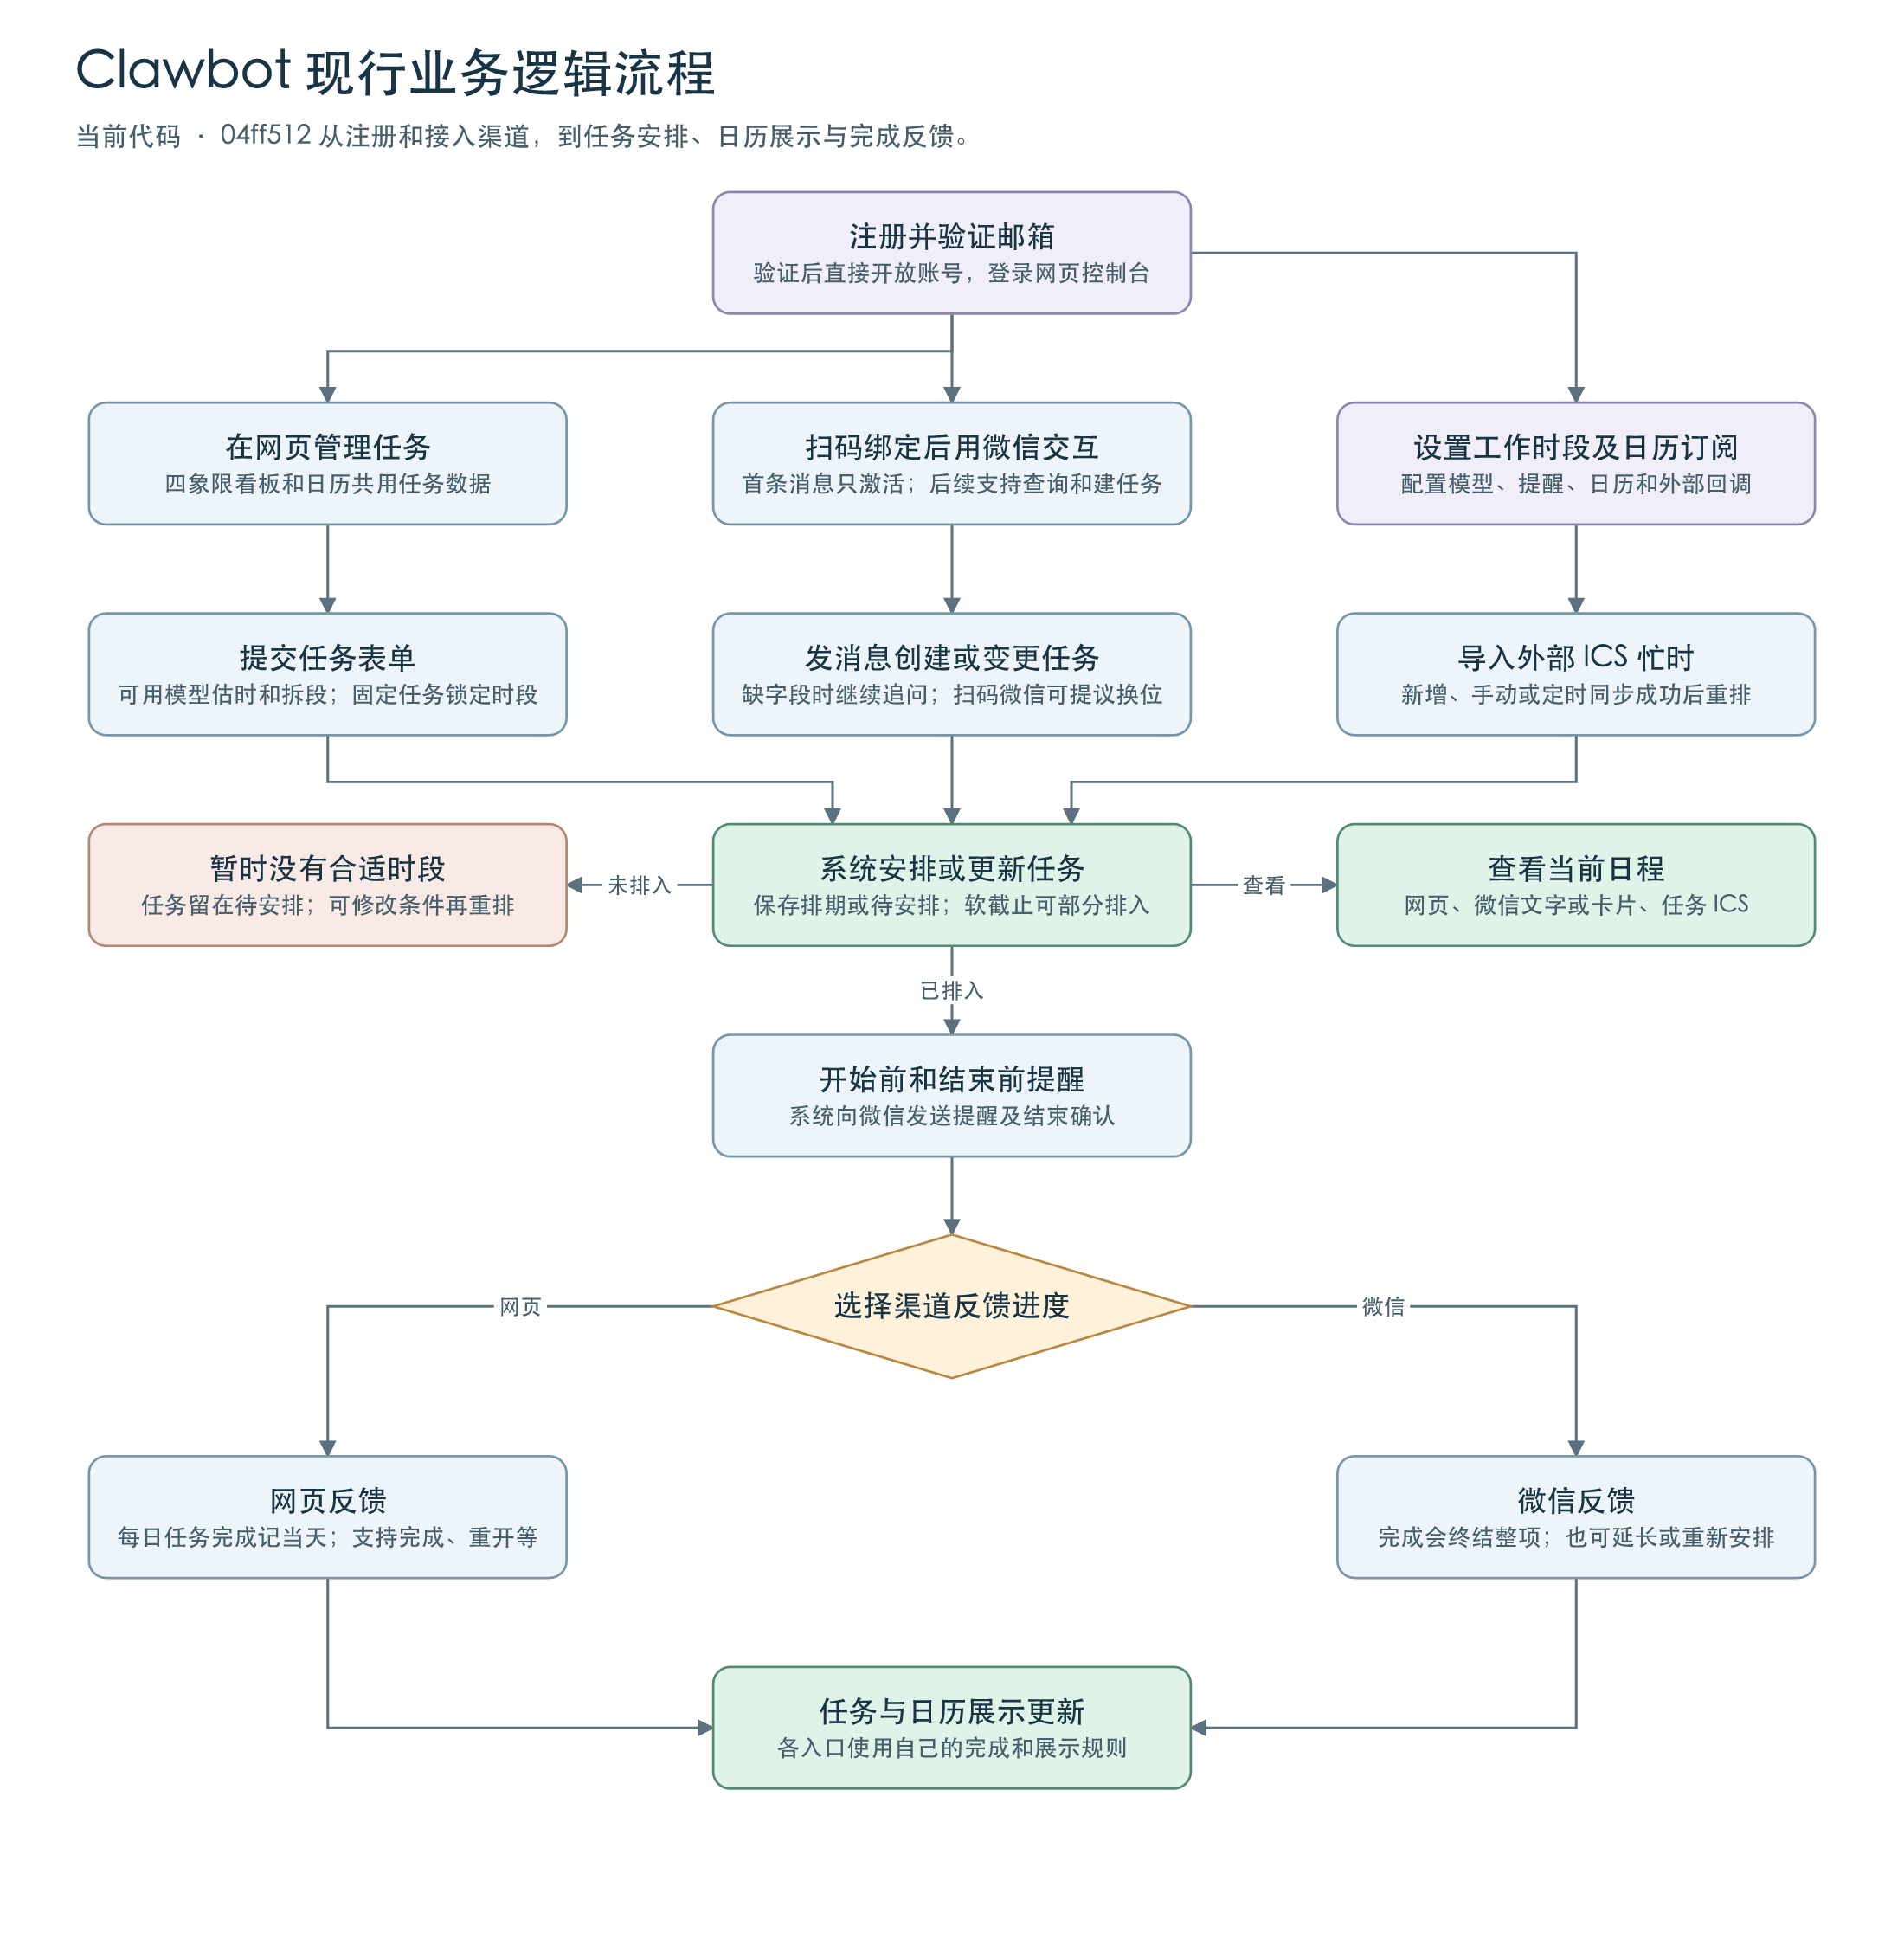 Clawbot 现行业务逻辑流程
当前代码 · 04ff512 从注册和接入渠道，到任务安排、日历展示与完成反馈。
注册并验证邮箱
验证后直接开放账号，登录网页控制台
在网页管理任务
四象限看板和日历共用任务数据
扫码绑定后用微信交互
首条消息只激活；后续支持查询和建任务
设置工作时段及日历订阅
配置模型、提醒、日历和外部回调
提交任务表单
可用模型估时和拆段；固定任务锁定时段
发消息创建或变更任务
缺字段时继续追问；扫码微信可提议换位
导入外部 ICS 忙时
新增、手动或定时同步成功后重排
暂时没有合适时段
任务留在待安排；可修改条件再重排
未排入
系统安排或更新任务
保存排期或待安排；软截止可部分排入
查看
查看当前日程
网页、微信文字或卡片、任务 ICS
已排入
开始前和结束前提醒
系统向微信发送提醒及结束确认
网页
选择渠道反馈进度
微信
网页反馈
每日任务完成记当天；支持完成、重开等
微信反馈
完成会终结整项；也可延长或重新安排
任务与日历展示更新
各入口使用自己的完成和展示规则